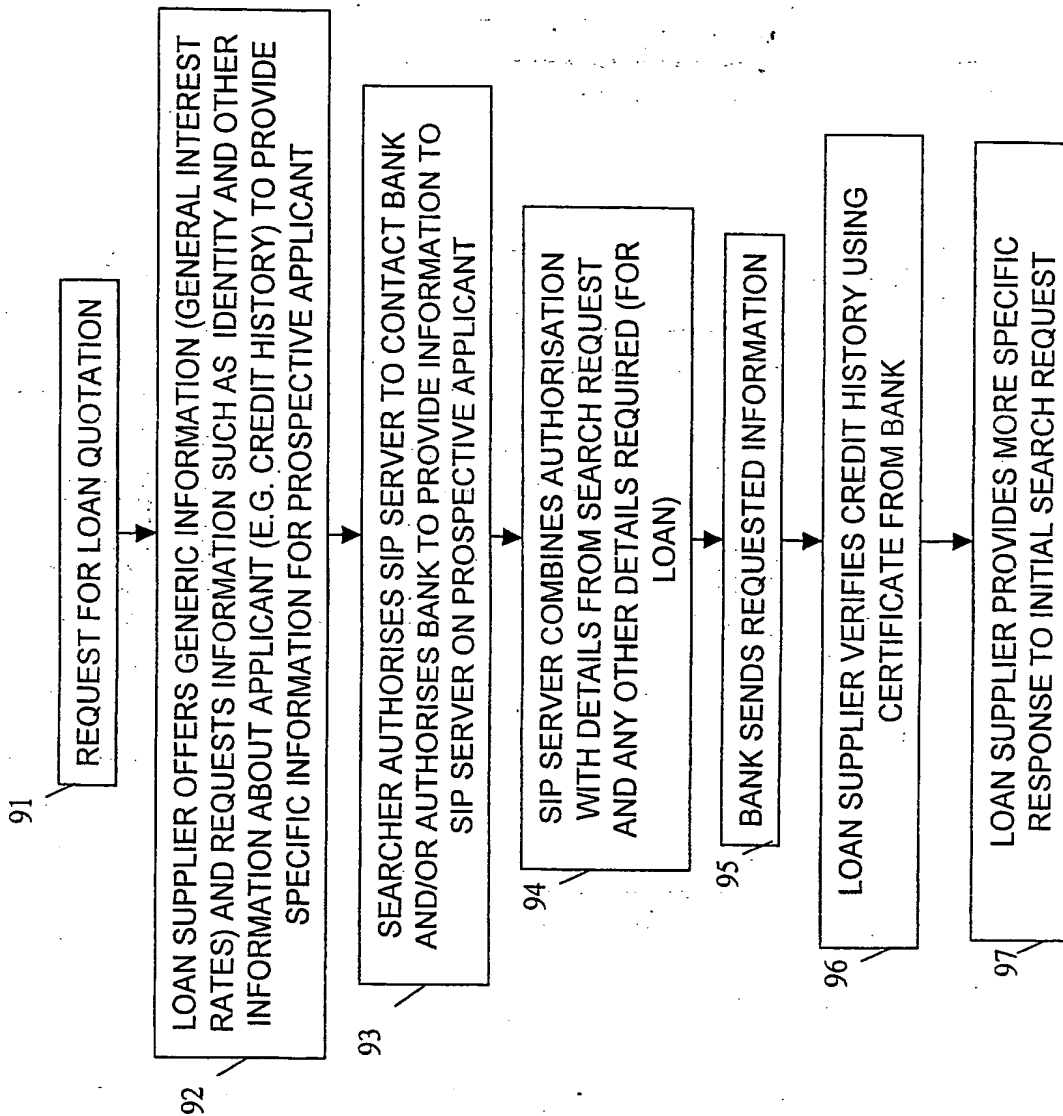 91
REQUEST FOR LOAN QUOTATION
92
LOAN SUPPLIER OFFERS GENERIC INFORMATION (GENERAL INTEREST
RATES) AND REQUESTS INFORMATION SUCH AS IDENTITY AND OTHER
INFORMATION ABOUT APPLICANT (E.G. CREDIT HISTORY) TO PROVIDE
SPECIFIC INFORMATION FOR PROSPECTIVE APPLICANT
93
SEARCHER AUTHORISES SIP SERVER TO CONTACT BANK
AND/OR AUTHORISES BANK TO PROVIDE INFORMATION TO
SIP SERVER ON PROSPECTIVE APPLICANT
94
SIP SERVER COMBINES AUTHORISATION
WITH DETAILS FROM SEARCH REQUEST
AND ANY OTHER DETAILS REQUIRED (FOR
LOAN)
95
BANK SENDS REQUESTED INFORMATION
96
LOAN SUPPLIER VERIFIES CREDIT HISTORY USING
CERTIFICATE FROM BANK
97
LOAN SUPPLIER PROVIDES MORE SPECIFIC
RESPONSE TO INITIAL SEARCH REQUEST